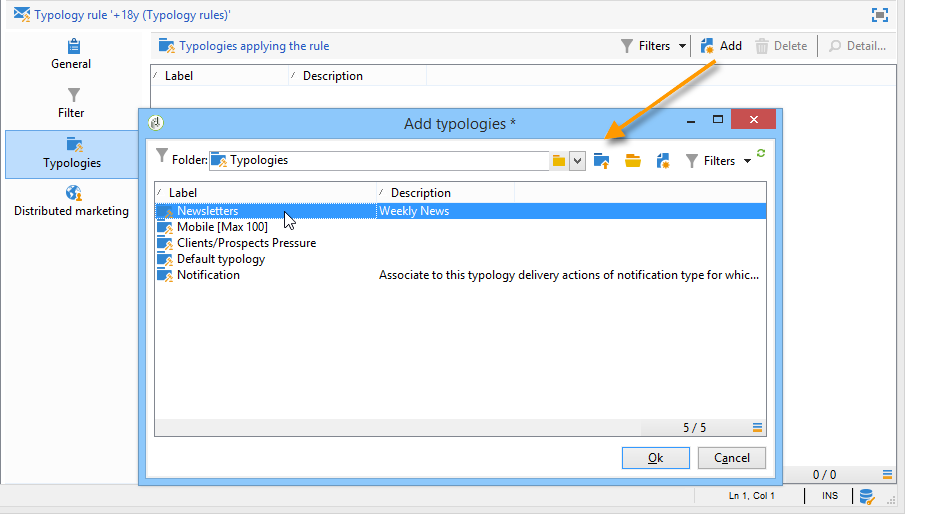 Typology rule '+18y (Typology rules)'
General
Filter
Typologies
Distributed marketing
Typologies applying the rule
Filters Add Delete Detail...
Label Description
Add typologies *
Folder: Typologies Filters
Label Description
Newsletters Weekly News
Mobile [Max 100]
Clients/Prospects Pressure
Default typology
Notification Associate to this typology delivery actions of notification type for whic...
5 / 5
Ok Cancel
0 / 0
Ln 1, Col 1 INS